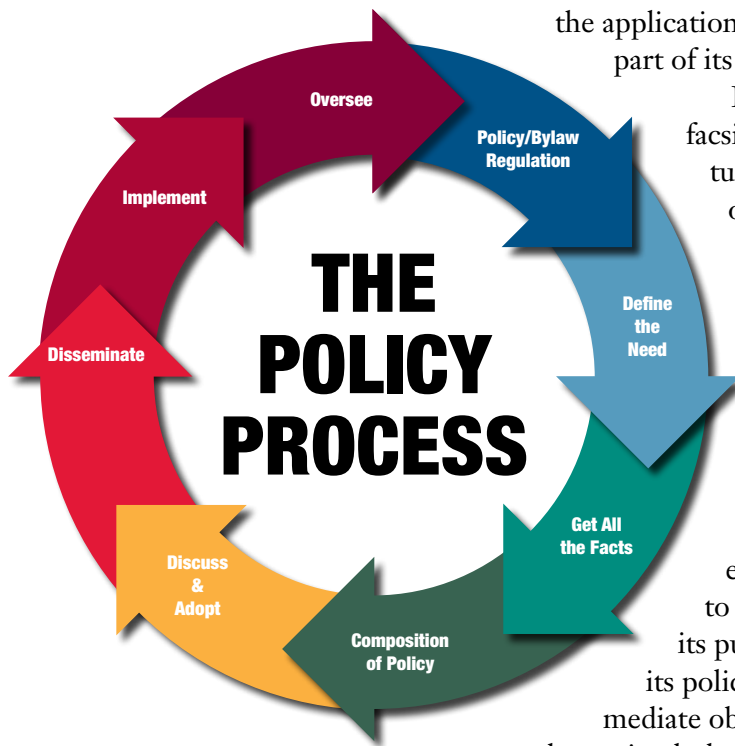 the application
part of its
facsi
tu
Oversee
Policy/Bylaw
Regulation
Implement
Define
the
Need
THE
POLICY
PROCESS
Disseminate
Get All
the Facts
Discuss
&
Adopt
Composition
of Policy
e
to
its pu
its polic
mediate ob